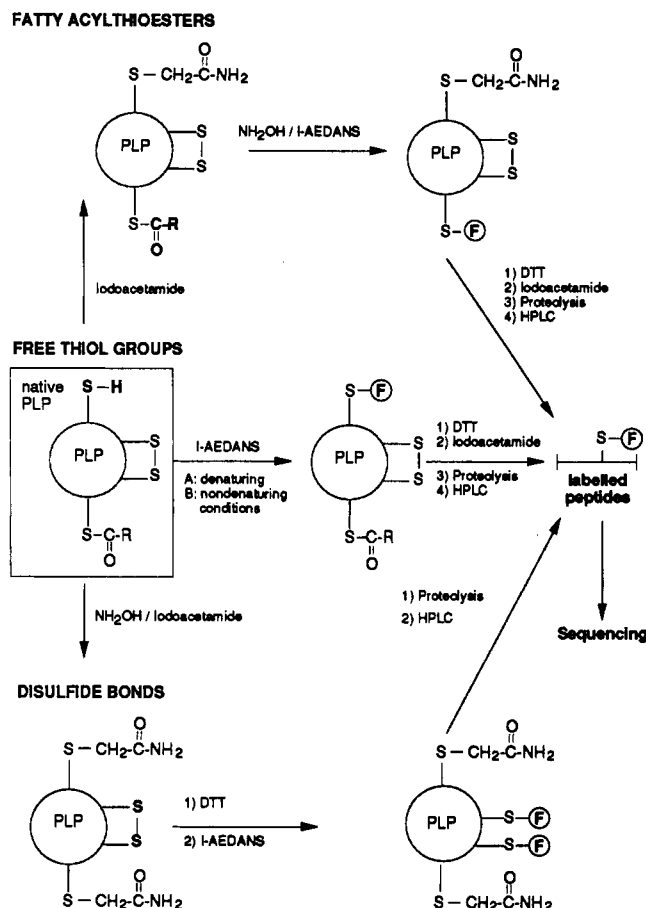 FATTY ACYLTHIOESTERS
O
S – CH2-C-NH2
PLP
S
S
S-C-R
O
NH2OH / I-AEDANS
O
S – CH2-C-NH2
PLP
S
S
S-F
Iodoacetamide
1) DTT
2) Iodoacetamide
3) Proteolysis
4) HPLC
FREE THIOL GROUPS
native
PLP
S-H
PLP
S
S
S-C-R
O
I-AEDANS
A: denaturing
B: nondenaturing
conditions
S-F
PLP
S
S
S-C-R
O
1) DTT
2) Iodoacetamide
3) Proteolysis
4) HPLC
S-F
labelled
peptides
NH2OH / Iodoacetamide
1) Proteolysis
2) HPLC
Sequencing
DISULFIDE BONDS
O
S – CH2-C-NH2
PLP
S
S
O
S – CH2-C-NH2
1) DTT
2) I-AEDANS
O
S – CH2-C-NH2
PLP
S-F
S-F
O
S – CH2-C-NH2